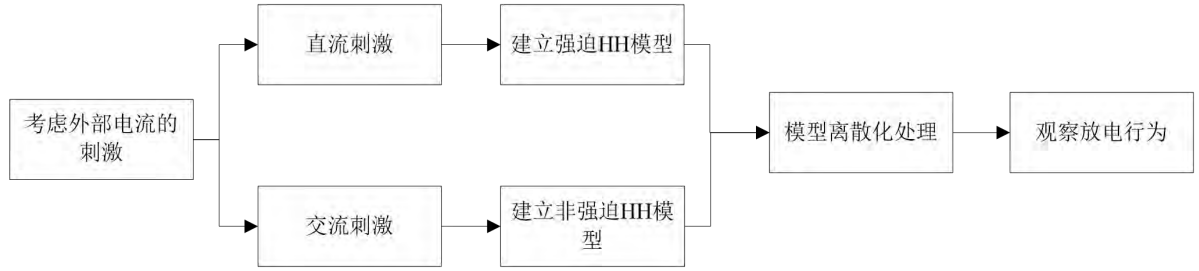 直流刺激
建立强迫HH模型
考虑外部电流的
刺激
模型离散化处理
观察放电行为
交流刺激
建立非强迫HH模
型